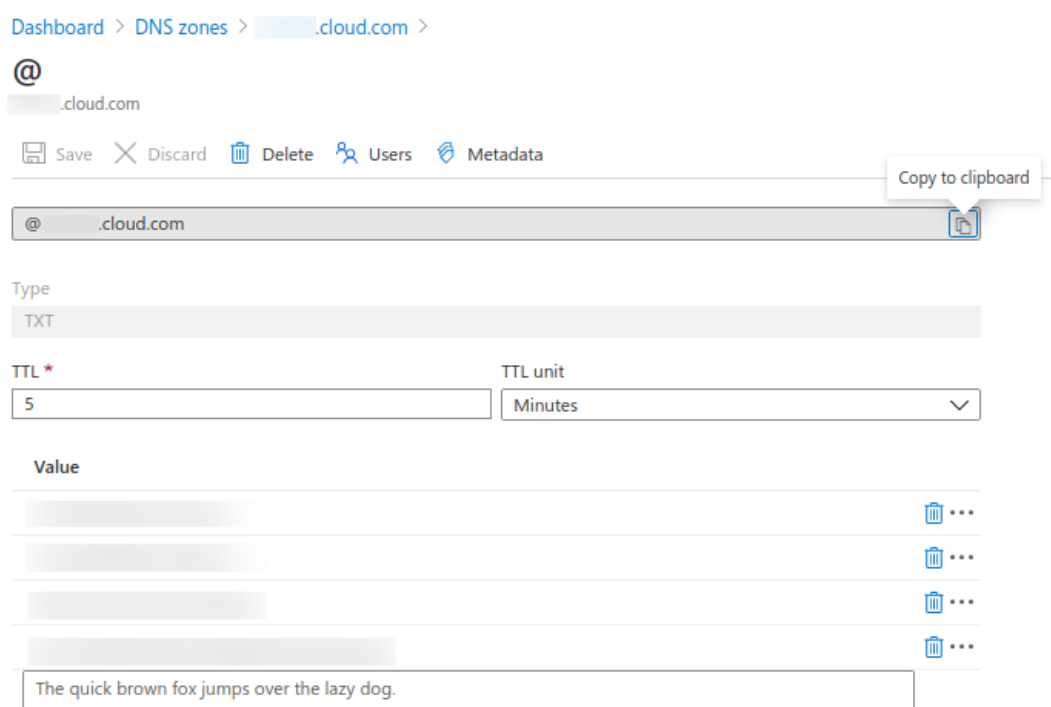 Dashboard > DNS zones > .cloud.com >
@
.cloud.com
Save Discard Delete Users Metadata
Copy to clipboard
@ .cloud.com
Type
TXT
TTL *
TTL unit
5
Minutes
Value
The quick brown fox jumps over the lazy dog.